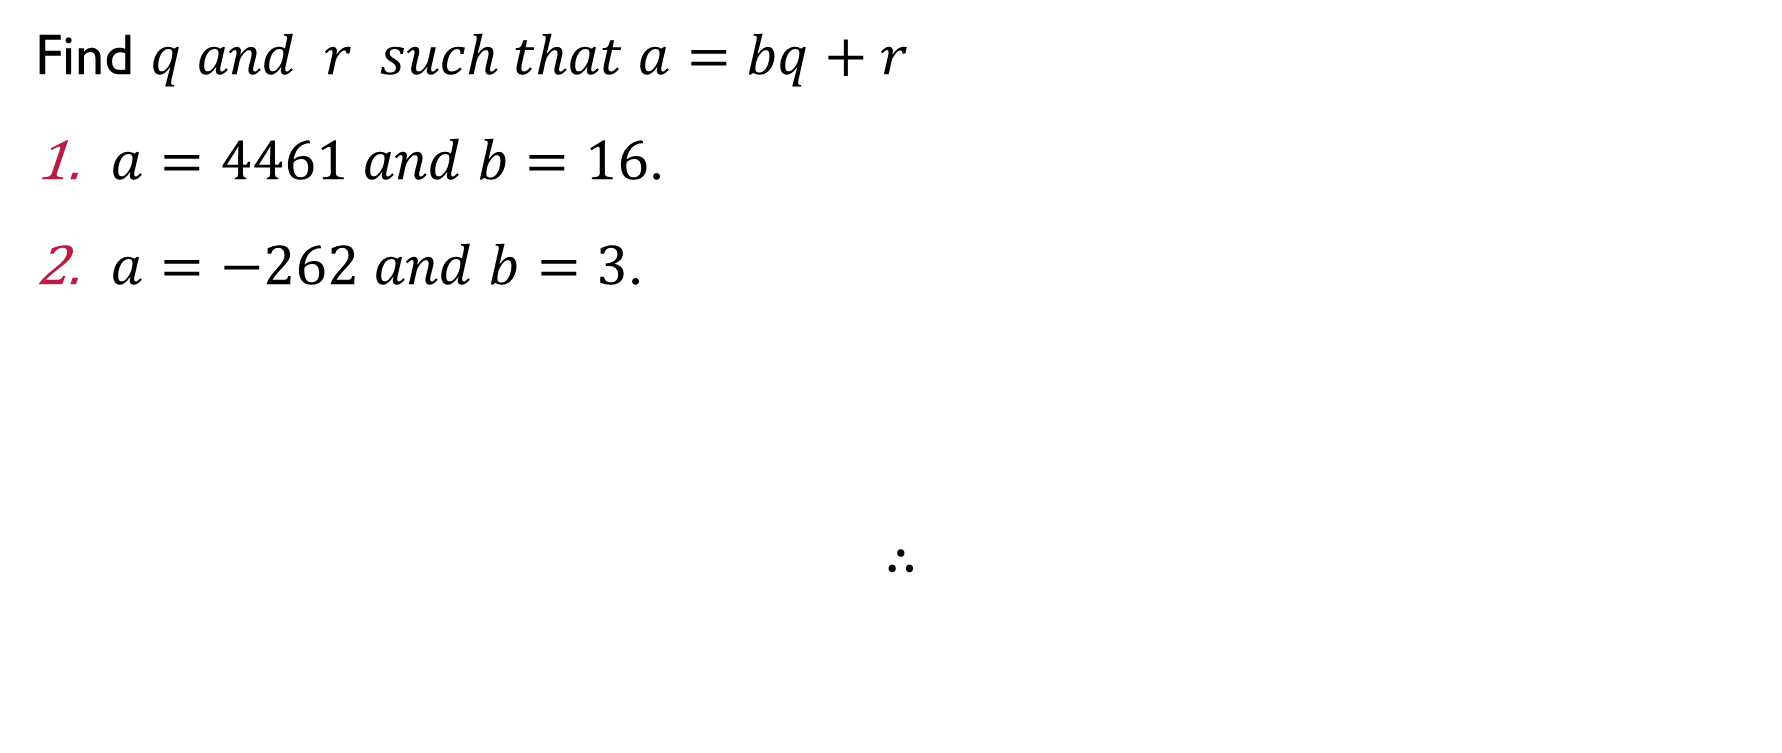 Find q and r such that a = bq + r
1. a = 4461 and b = 16.
2. a = −262 and b = 3.
∴